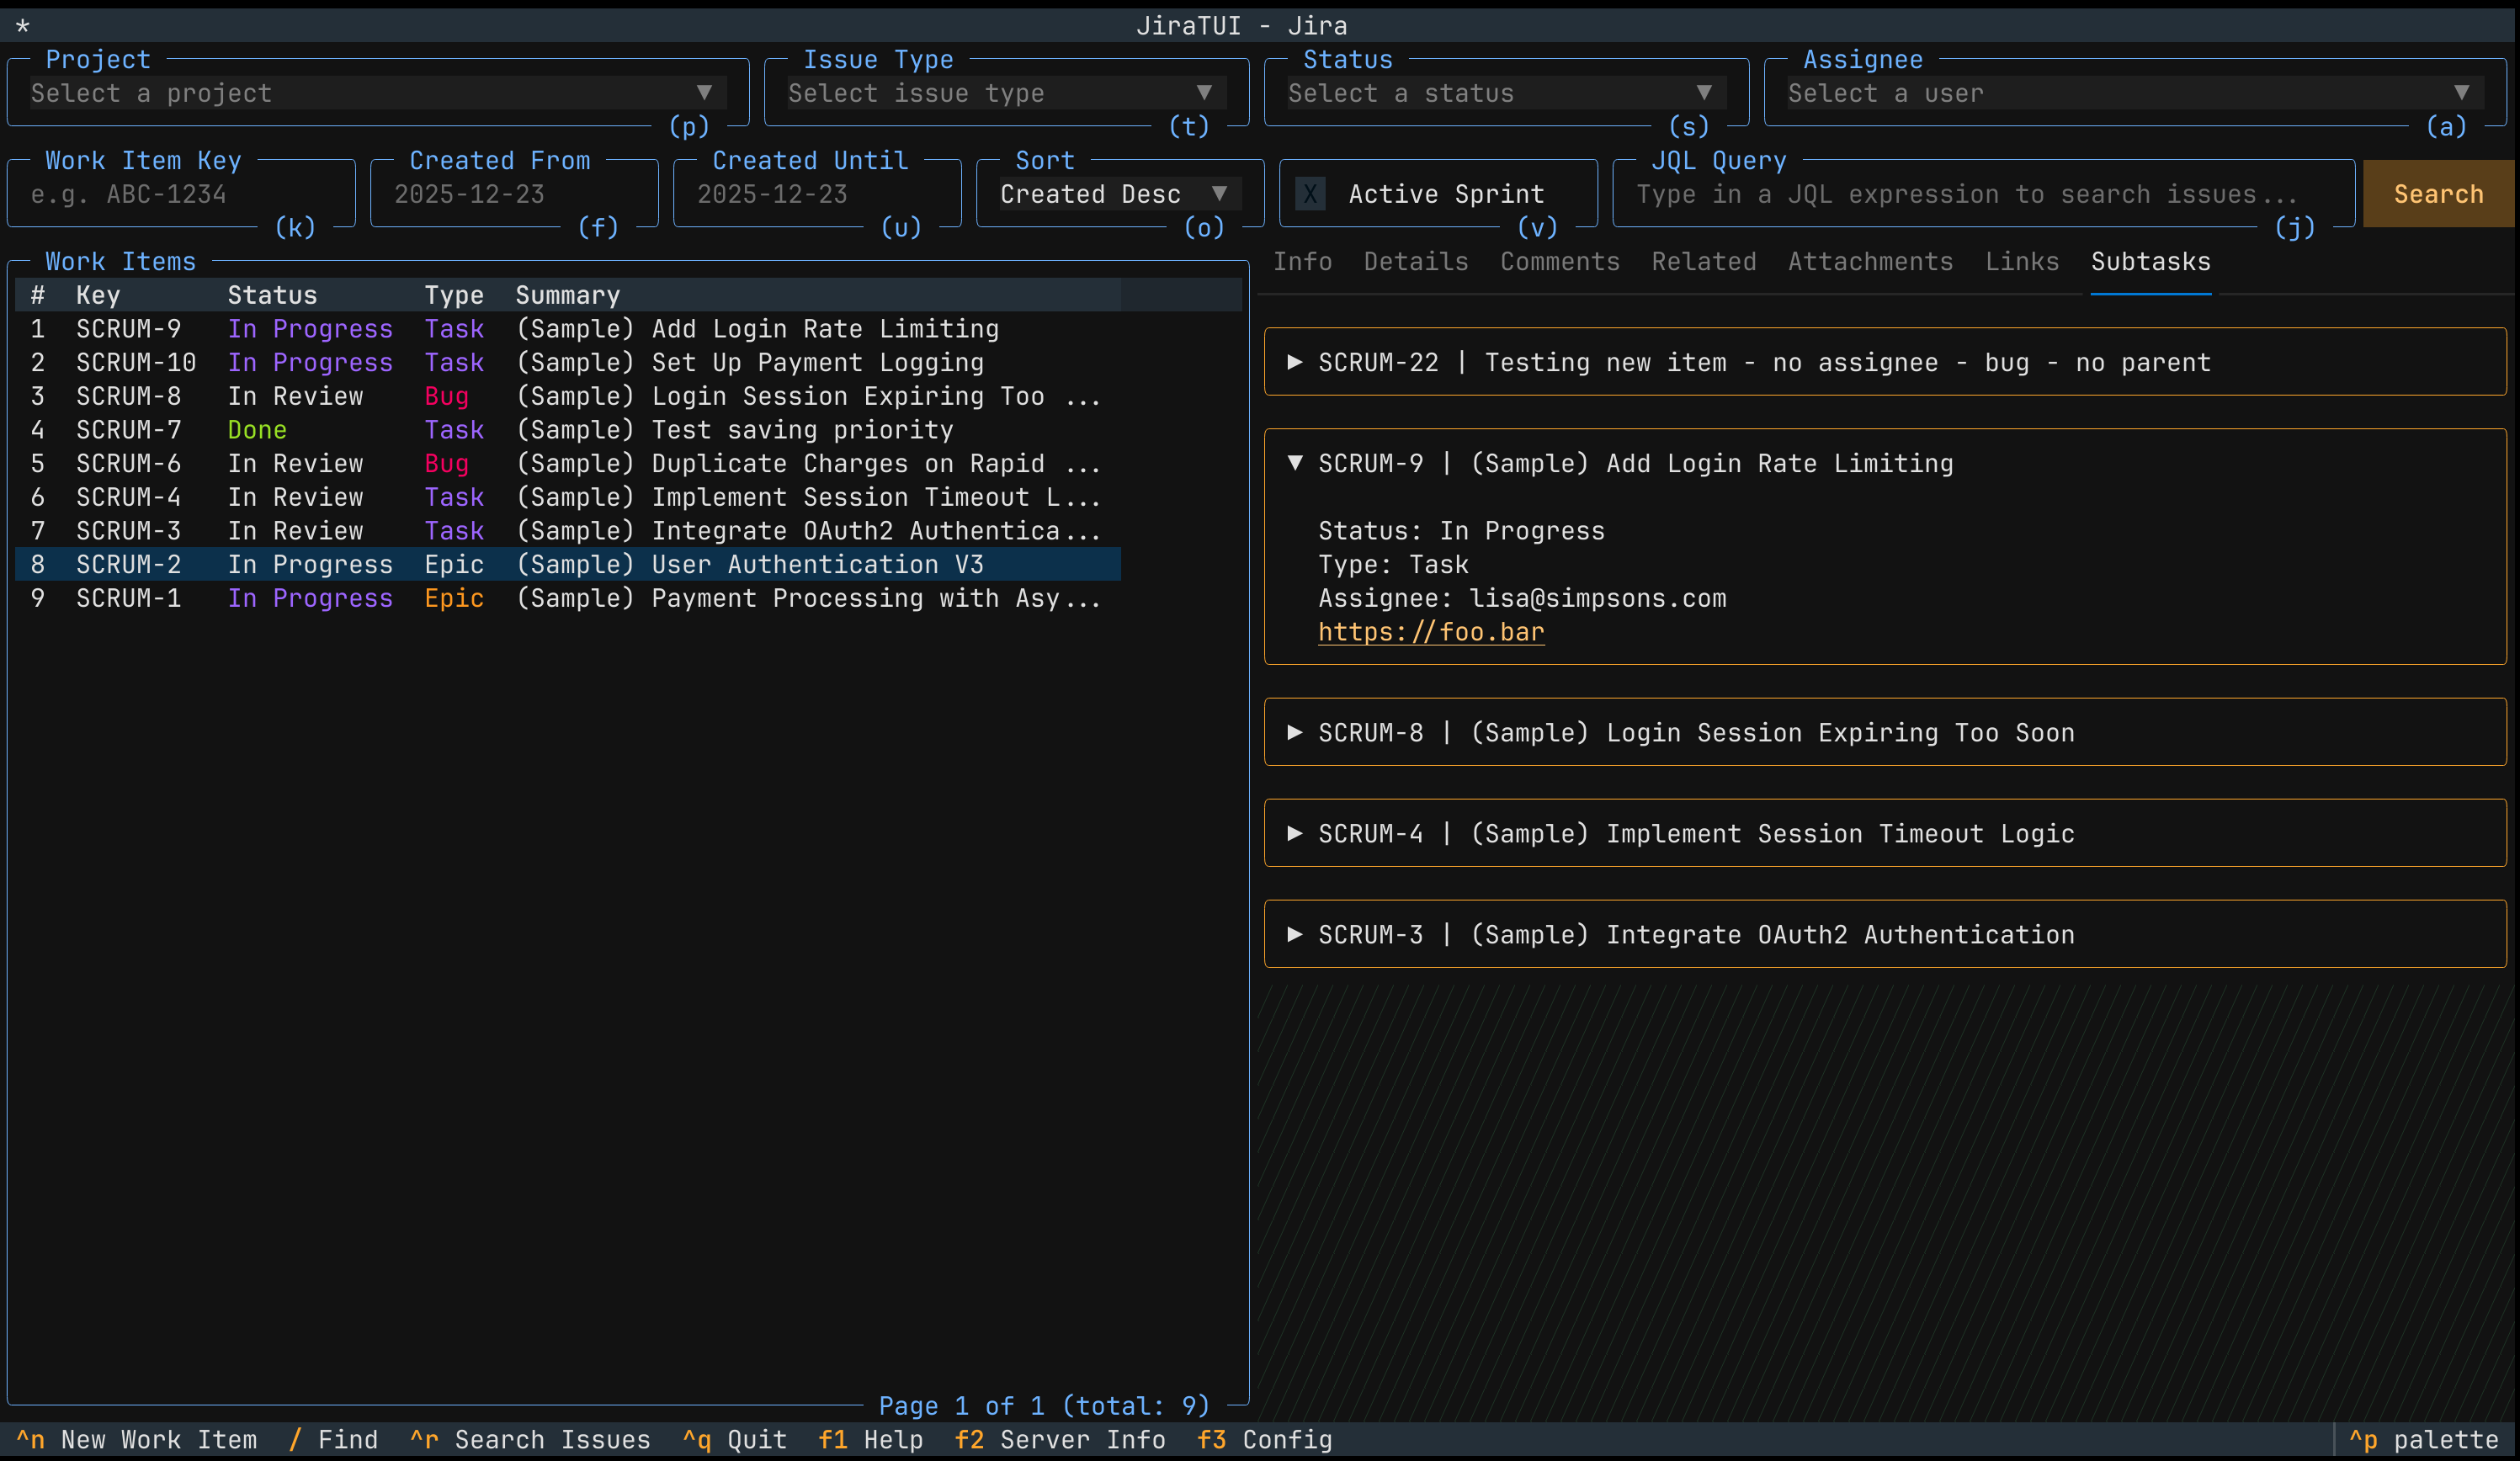 * JiraTUI - Jira
Project Issue Type Status Assignee
Select a project ▼ Select issue type ▼ Select a status ▼ Select a user ▼
(p) (t) (s) (a)
Work Item Key Created From Created Until Sort JQL Query
e.g. ABC-1234 2025-12-23 2025-12-23 Created Desc ▼ X Active Sprint Type in a JQL expression to search issues... Search
(k) (f) (u) (o) (v) (j)
Work Items
# Key Status Type Summary
1 SCRUM-9 In Progress Task (Sample) Add Login Rate Limiting
2 SCRUM-10 In Progress Task (Sample) Set Up Payment Logging
3 SCRUM-8 In Review Bug (Sample) Login Session Expiring Too ...
4 SCRUM-7 Done Task (Sample) Test saving priority
5 SCRUM-6 In Review Bug (Sample) Duplicate Charges on Rapid ...
6 SCRUM-4 In Review Task (Sample) Implement Session Timeout L...
7 SCRUM-3 In Review Task (Sample) Integrate OAuth2 Authentica...
8 SCRUM-2 In Progress Epic (Sample) User Authentication V3
9 SCRUM-1 In Progress Epic (Sample) Payment Processing with Asy...
Page 1 of 1 (total: 9)
Info Details Comments Related Attachments Links Subtasks
▶ SCRUM-22 | Testing new item - no assignee - bug - no parent
▼ SCRUM-9 | (Sample) Add Login Rate Limiting
Status: In Progress
Type: Task
Assignee: lisa@simpsons.com
https://foo.bar
▶ SCRUM-8 | (Sample) Login Session Expiring Too Soon
▶ SCRUM-4 | (Sample) Implement Session Timeout Logic
▶ SCRUM-3 | (Sample) Integrate OAuth2 Authentication
^n New Work Item / Find ^r Search Issues ^q Quit f1 Help f2 Server Info f3 Config ^p palette